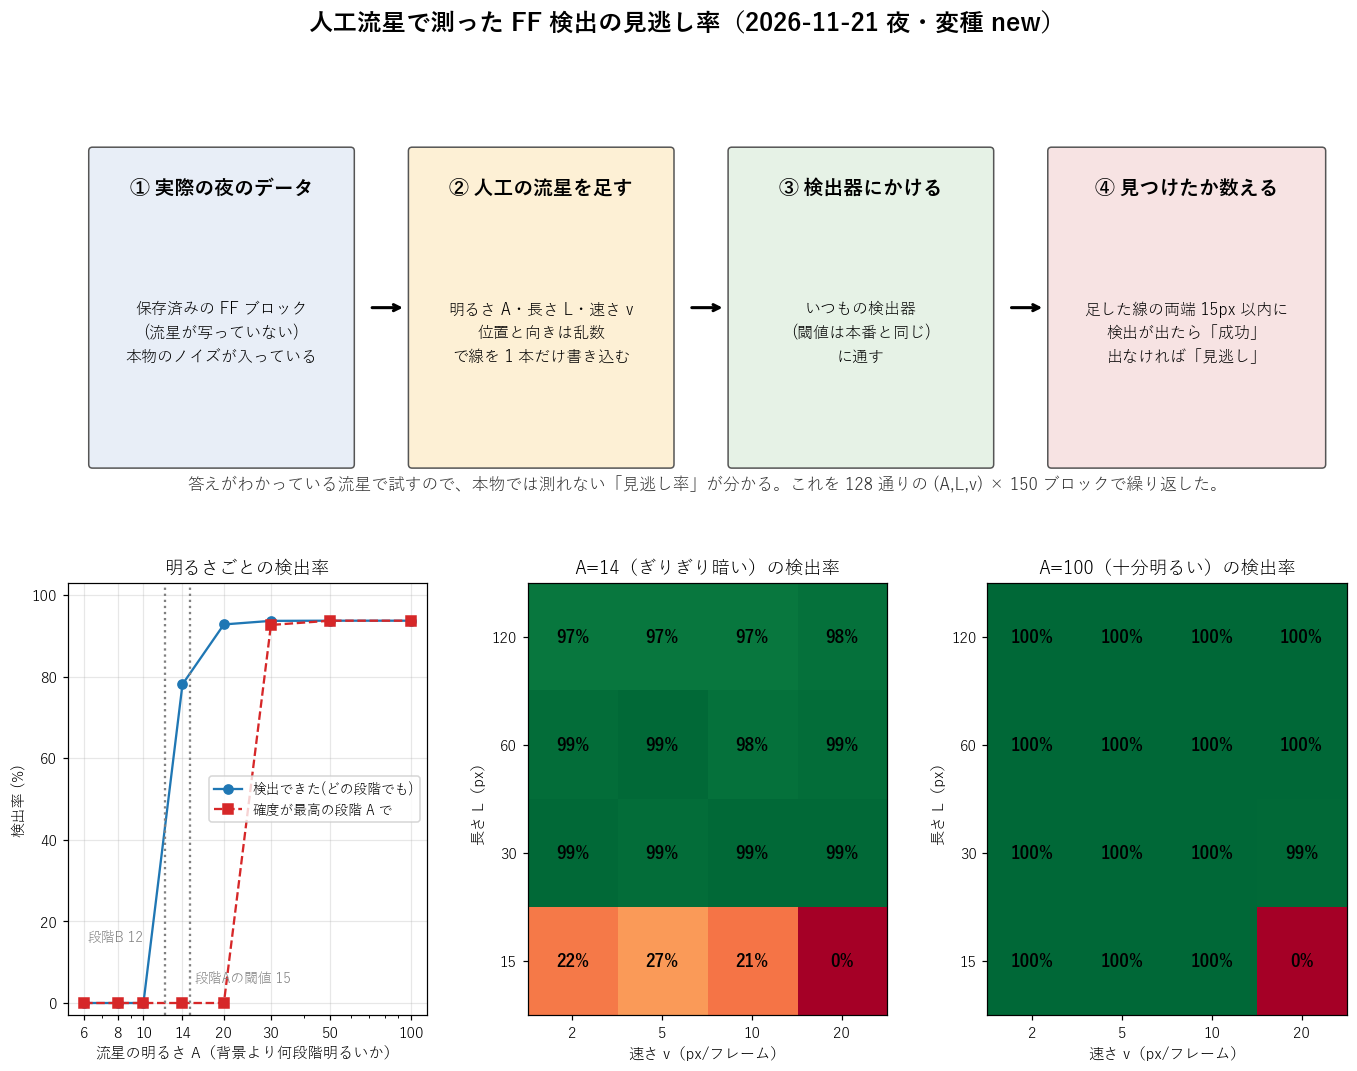 人工流星で測った FF 検出の見逃し率（2026-11-21 夜・変種 new）
① 実際の夜のデータ
保存済みの FF ブロック
(流星が写っていない)
本物のノイズが入っている
② 人工の流星を足す
明るさ A・長さ L・速さ v
位置と向きは乱数
で線を 1 本だけ書き込む
③ 検出器にかける
いつもの検出器
(閾値は本番と同じ)
に通す
④ 見つけたか数える
足した線の両端 15px 以内に
検出が出たら「成功」
出なければ「見逃し」
答えがわかっている流星で試すので、本物では測れない「見逃し率」が分かる。これを 128 通りの (A,L,v) × 150 ブロックで繰り返した。
明るさごとの検出率
検出率 (%)
100
80
60
40
20
0
検出できた(どの段階でも)
確度が最高の段階 A で
段階B 12
段階Aの閾値 15
6 8 10 14 20 30 50 100
流星の明るさ A（背景より何段階明るいか）
A=14（ぎりぎり暗い）の検出率
長さ L（px）
120 97% 97% 97% 98%
60 99% 99% 98% 99%
30 99% 99% 99% 99%
15 22% 27% 21% 0%
2 5 10 20
速さ v（px/フレーム）
A=100（十分明るい）の検出率
長さ L（px）
120 100% 100% 100% 100%
60 100% 100% 100% 100%
30 100% 100% 100% 99%
15 100% 100% 100% 0%
2 5 10 20
速さ v（px/フレーム）